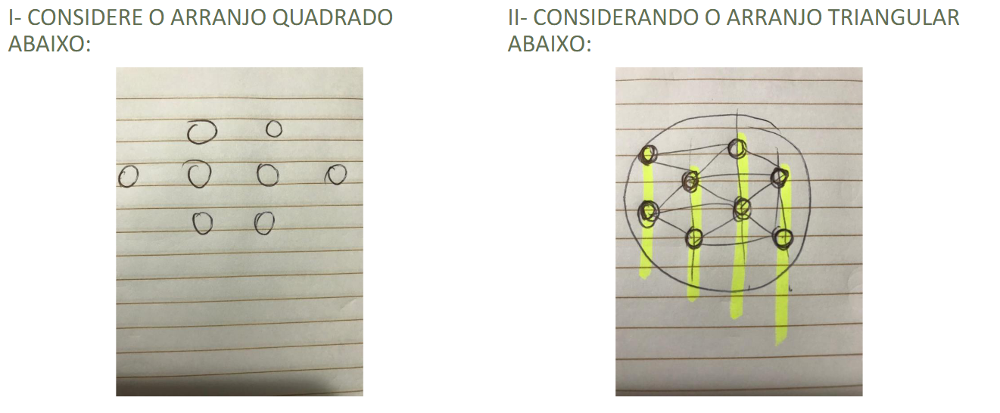 I- CONSIDERE O ARRANJO QUADRADO
ABAIXO:
II- CONSIDERANDO O ARRANJO TRIANGULAR
ABAIXO: